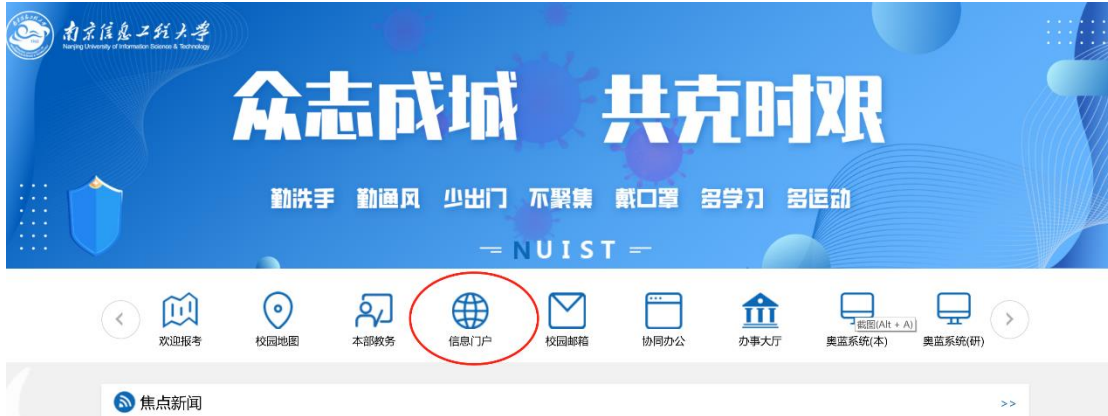 南京信息工程大学
Nanjing University of Information Science & Technology
众志成城 共克时艰
勤洗手 勤通风 少出门 不聚集 戴口罩 多学习 多运动
NUIST
欢迎报考 校园地图 本部教务 信息门户 校园邮箱 协同办公 办事大厅 奥蓝系统(本) 奥蓝系统(研)
截图(Alt + A)
焦点新闻 >>